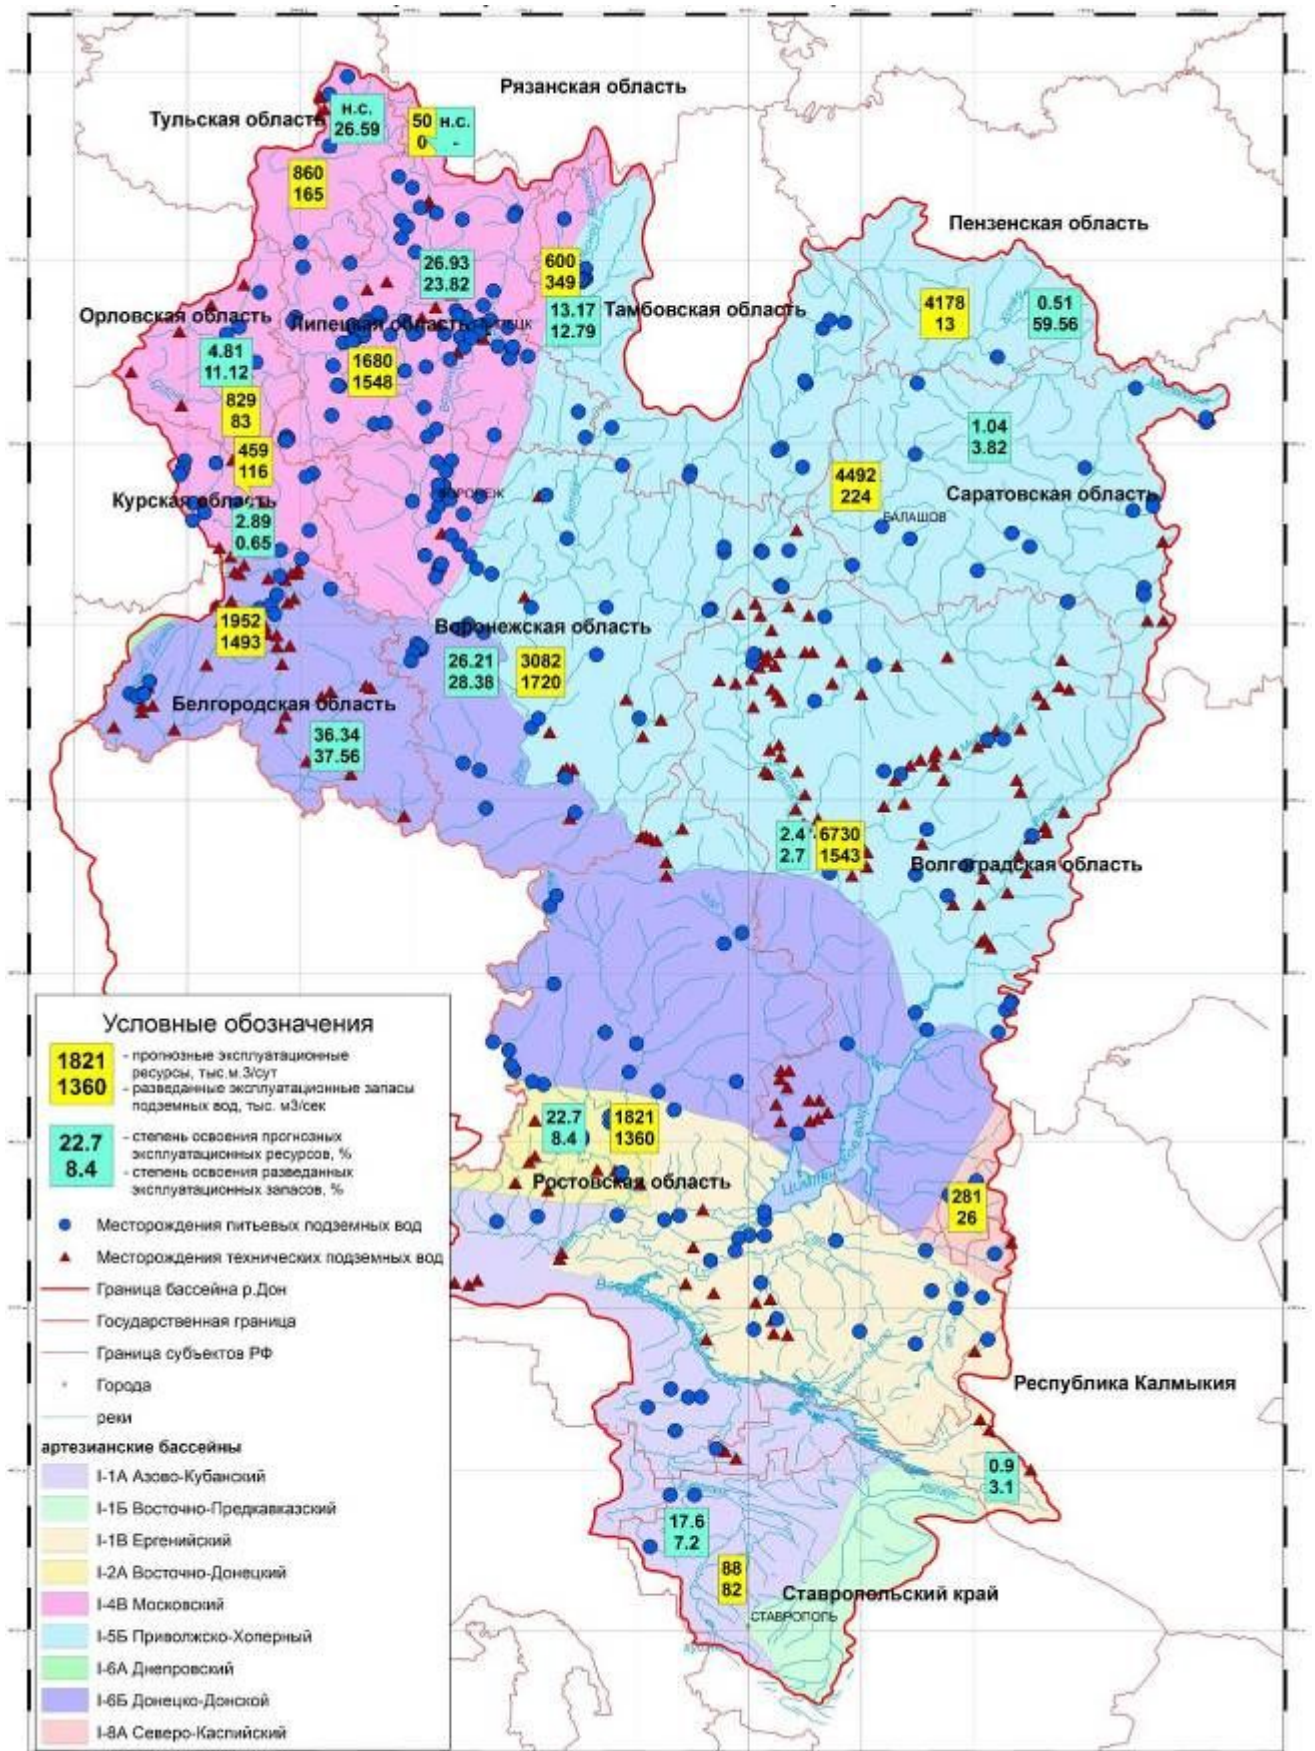 Рязанская область
Тульская область
н.с.
26.59
50
0
н.с.
-
860
165
Пензенская область
26.93
23.82
600
349
13.17
12.79
Тамбовская область
4178
13
0.51
59.56
Орловская область
Липецкая область
4.81
11.12
1680
1548
829
83
459
116
1.04
3.82
4492
224
Саратовская область
БАЛАШОВ
ВОРОНЕЖ
Курская область
2.89
0.65
1952
1493
Воронежская область
26.21
28.38
3082
1720
Белгородская область
36.34
37.56
2.4
2.7
6730
1543
Волгоградская область
22.7
8.4
1821
1360
Ростовская область
281
26
Республика Калмыкия
0.9
3.1
17.6
7.2
88
82
Ставропольский край
СТАВРОПОЛЬ
Условные обозначения
1821
1360
- прогнозные эксплуатационные
ресурсы, тыс.м.3/сут
- разведанные эксплуатационные запасы
подземных вод, тыс. м3/сек
22.7
8.4
- степень освоения прогнозных
эксплуатационных ресурсов, %
- степень освоения разведанных
эксплуатационных запасов, %
Месторождения питьевых подземных вод
Месторождения технических подземных вод
Граница бассейна р.Дон
Государственная граница
Граница субъектов РФ
Города
реки
артезианские бассейны
I-1А Азово-Кубанский
I-1Б Восточно-Предкавказский
I-1В Ергенийский
I-2А Восточно-Донецкий
I-4В Московский
I-5Б Приволжско-Хоперный
I-6А Днепровский
I-6Б Донецко-Донской
I-8А Северо-Каспийский